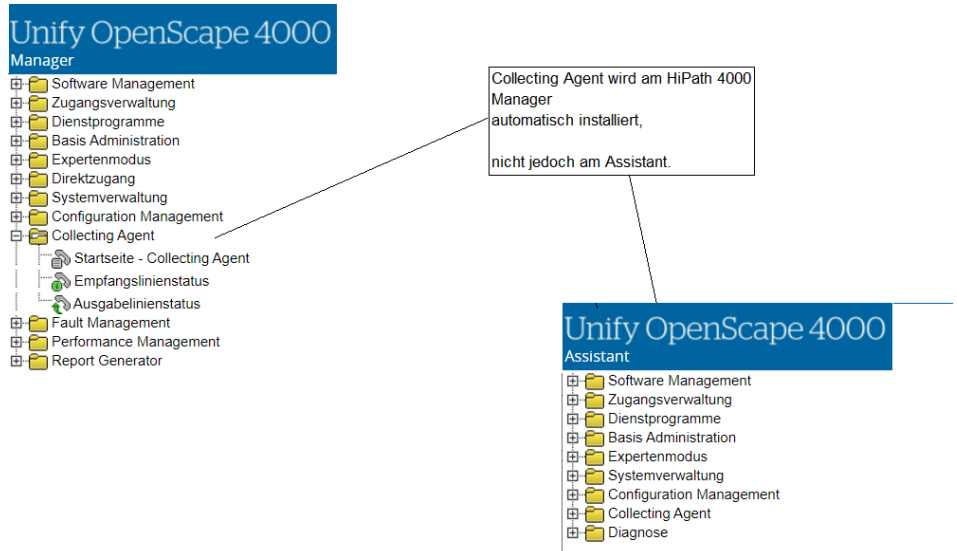 Unify OpenScape 4000
Manager
Software Management
Zugangsverwaltung
Dienstprogramme
Basis Administration
Expertenmodus
Direktzugang
Systemverwaltung
Configuration Management
Collecting Agent
Startseite - Collecting Agent
Empfangslinienstatus
Ausgabelinienstatus
Fault Management
Performance Management
Report Generator
Collecting Agent wird am HiPath 4000
Manager
automatisch installiert,
nicht jedoch am Assistant.
Unify OpenScape 4000
Assistant
Software Management
Zugangsverwaltung
Dienstprogramme
Basis Administration
Expertenmodus
Systemverwaltung
Configuration Management
Collecting Agent
Diagnose